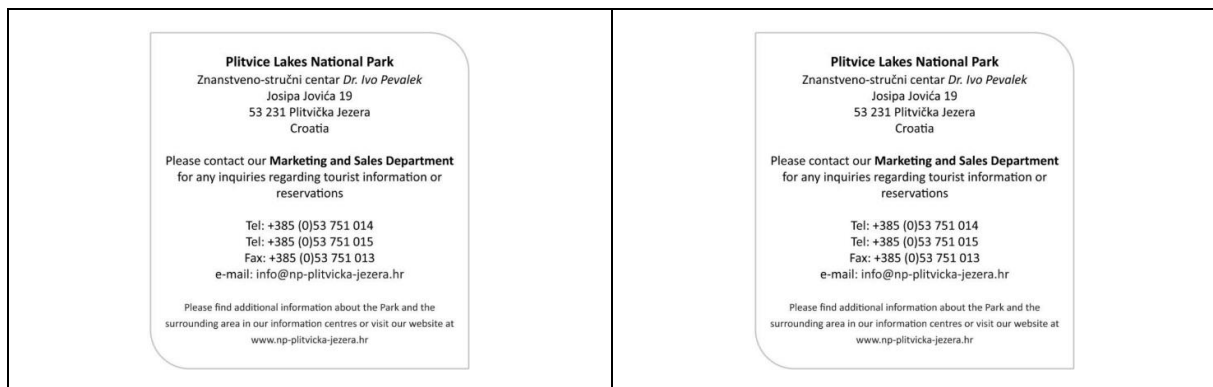 Plitvice Lakes National Park
Znanstveno-stručni centar Dr. Ivo Pevalek
Josipa Jovića 19
53 231 Plitvička Jezera
Croatia
Please contact our Marketing and Sales Department
for any inquiries regarding tourist information or
reservations
Tel: +385 (0)53 751 014
Tel: +385 (0)53 751 015
Fax: +385 (0)53 751 013
e-mail: info@np-plitvicka-jezera.hr
Please find additional information about the Park and the
surrounding area in our information centres or visit our website at
www.np-plitvicka-jezera.hr
Plitvice Lakes National Park
Znanstveno-stručni centar Dr. Ivo Pevalek
Josipa Jovića 19
53 231 Plitvička Jezera
Croatia
Please contact our Marketing and Sales Department
for any inquiries regarding tourist information or
reservations
Tel: +385 (0)53 751 014
Tel: +385 (0)53 751 015
Fax: +385 (0)53 751 013
e-mail: info@np-plitvicka-jezera.hr
Please find additional information about the Park and the
surrounding area in our information centres or visit our website at
www.np-plitvicka-jezera.hr